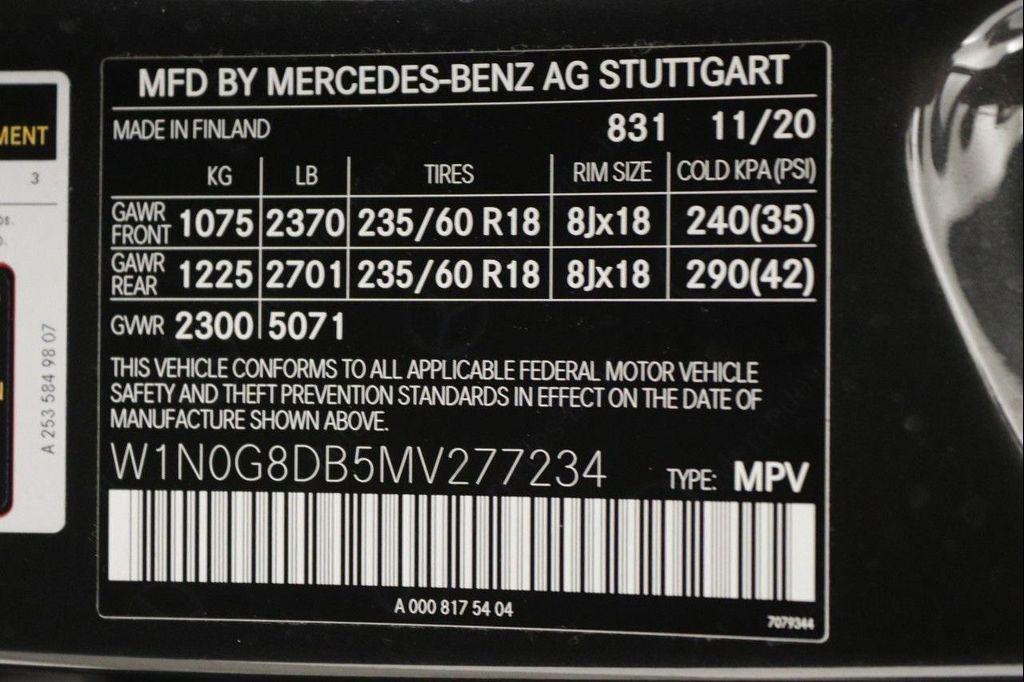 MFD BY MERCEDES-BENZ AG STUTTGART
MADE IN FINLAND 831 11/20
KG LB TIRES RIM SIZE COLD KPA(PSI)
GAWR FRONT 1075 2370 235/60 R18 8Jx18 240(35)
GAWR REAR 1225 2701 235/60 R18 8Jx18 290(42)
GVWR 2300 5071
THIS VEHICLE CONFORMS TO ALL APPLICABLE FEDERAL MOTOR VEHICLE
SAFETY AND THEFT PREVENTION STANDARDS IN EFFECT ON THE DATE OF
MANUFACTURE SHOWN ABOVE.
W1N0G8DB5MV277234 TYPE: MPV
A 000 817 54 04
7079344
3
A 253 584 98 07